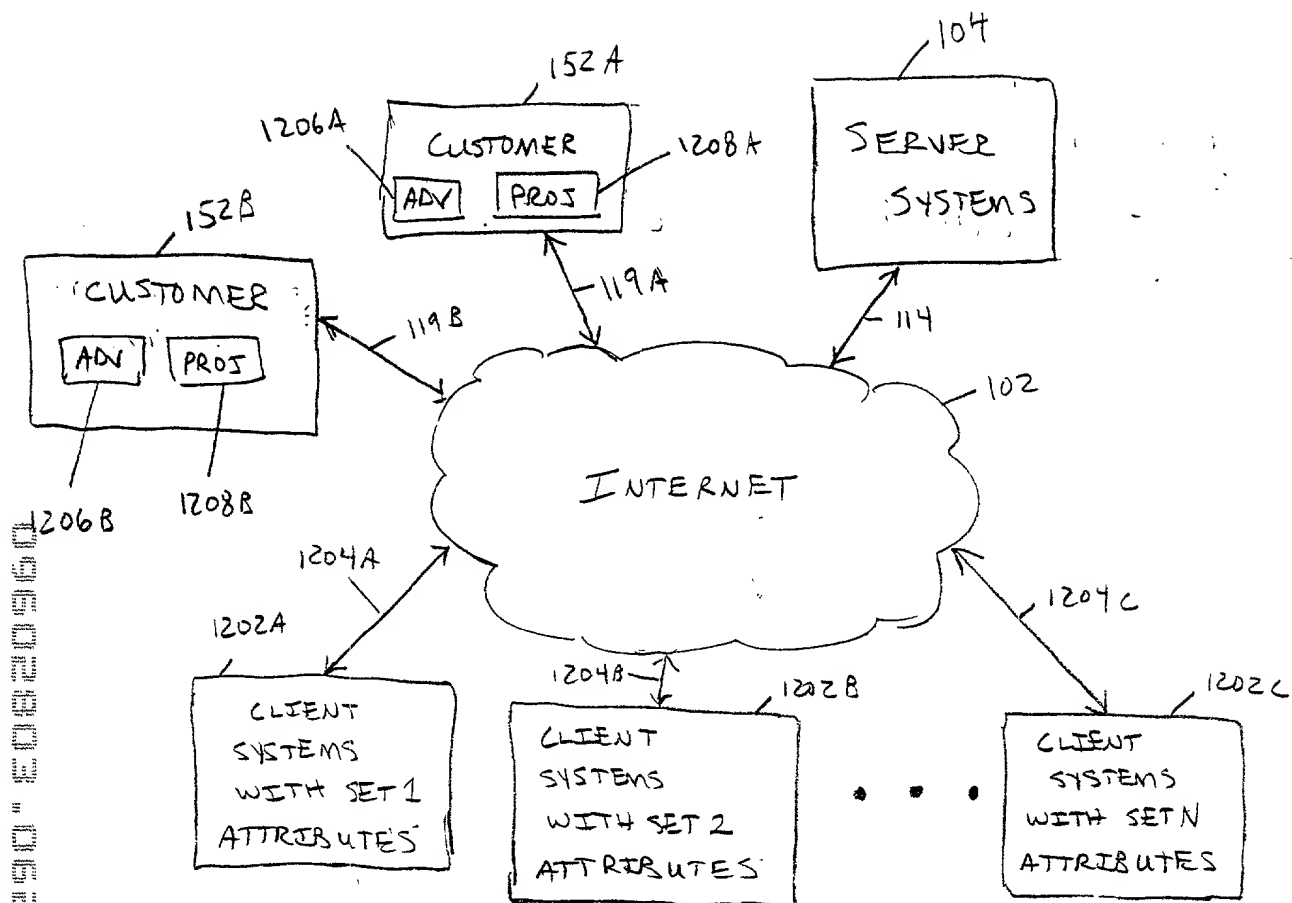 104
152A
1206A
CUSTOMER
1208A
ADV
PROJ
SERVER
SYSTEMS
152B
CUSTOMER
ADV
PROJ
119A
119B
114
102
INTERNET
1206B
1208B
1204A
1202A
1204B
1202B
1204C
1202C
CLIENT
SYSTEMS
WITH SET 1
ATTRIBUTES
CLIENT
SYSTEMS
WITH SET 2
ATTRIBUTES
• • •
CLIENT
SYSTEMS
WITH SET N
ATTRIBUTES